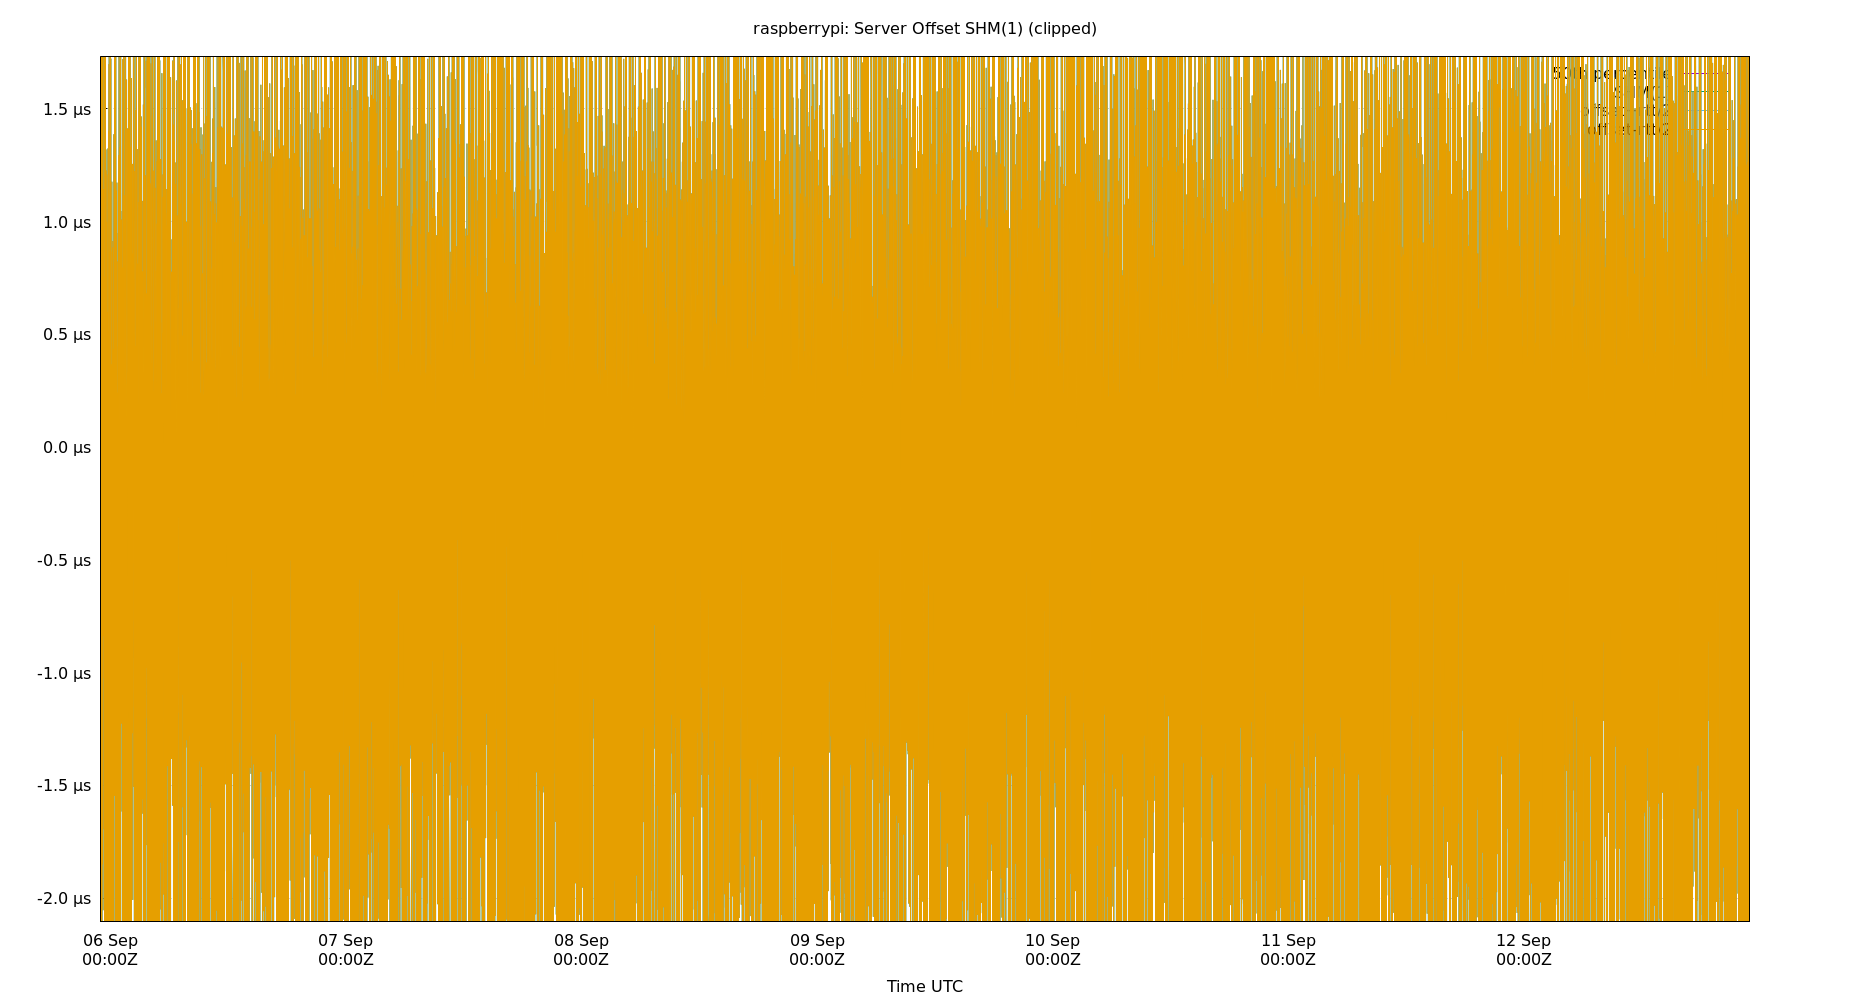 raspberrypi: Server Offset SHM(1) (clipped)
50th percentile
1.5 µs
1.0 µs
0.5 µs
0.0 µs
-0.5 µs
-1.0 µs
-1.5 µs
-2.0 µs
06 Sep 07 Sep 08 Sep 09 Sep 10 Sep 11 Sep 12 Sep
00:00Z 00:00Z 00:00Z 00:00Z 00:00Z 00:00Z 00:00Z
Time UTC